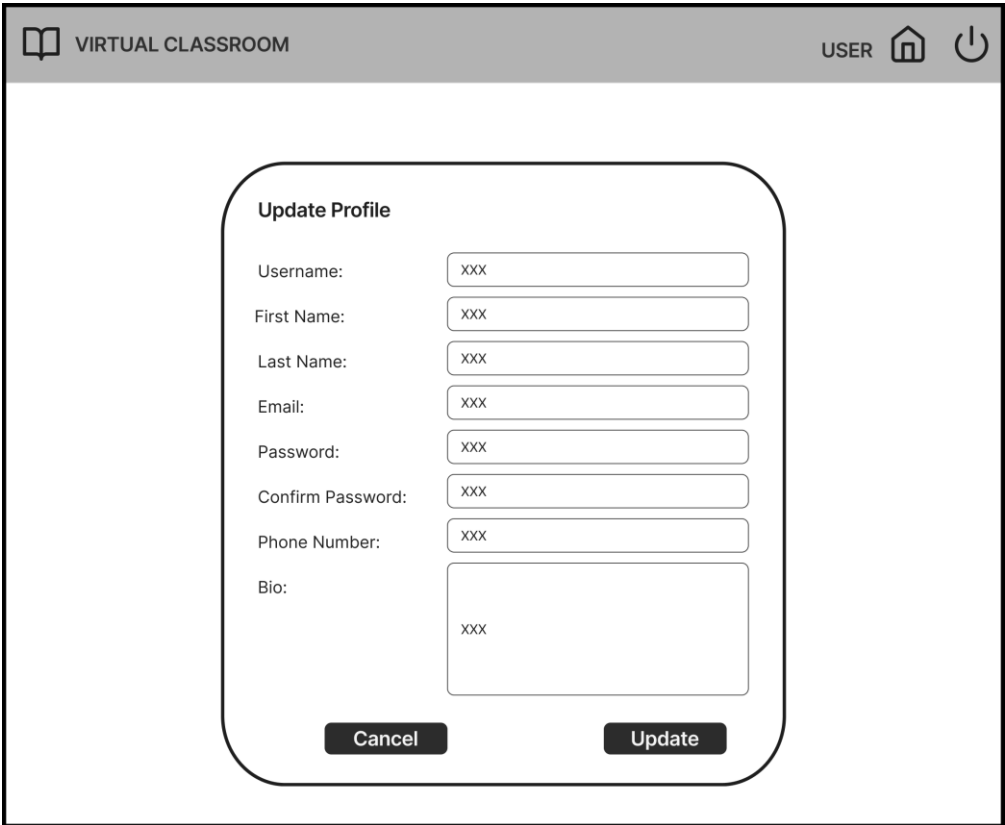 VIRTUAL CLASSROOM
USER
Update Profile
Username: XXX
First Name: XXX
Last Name: XXX
Email: XXX
Password: XXX
Confirm Password: XXX
Phone Number: XXX
Bio:
XXX
Cancel Update